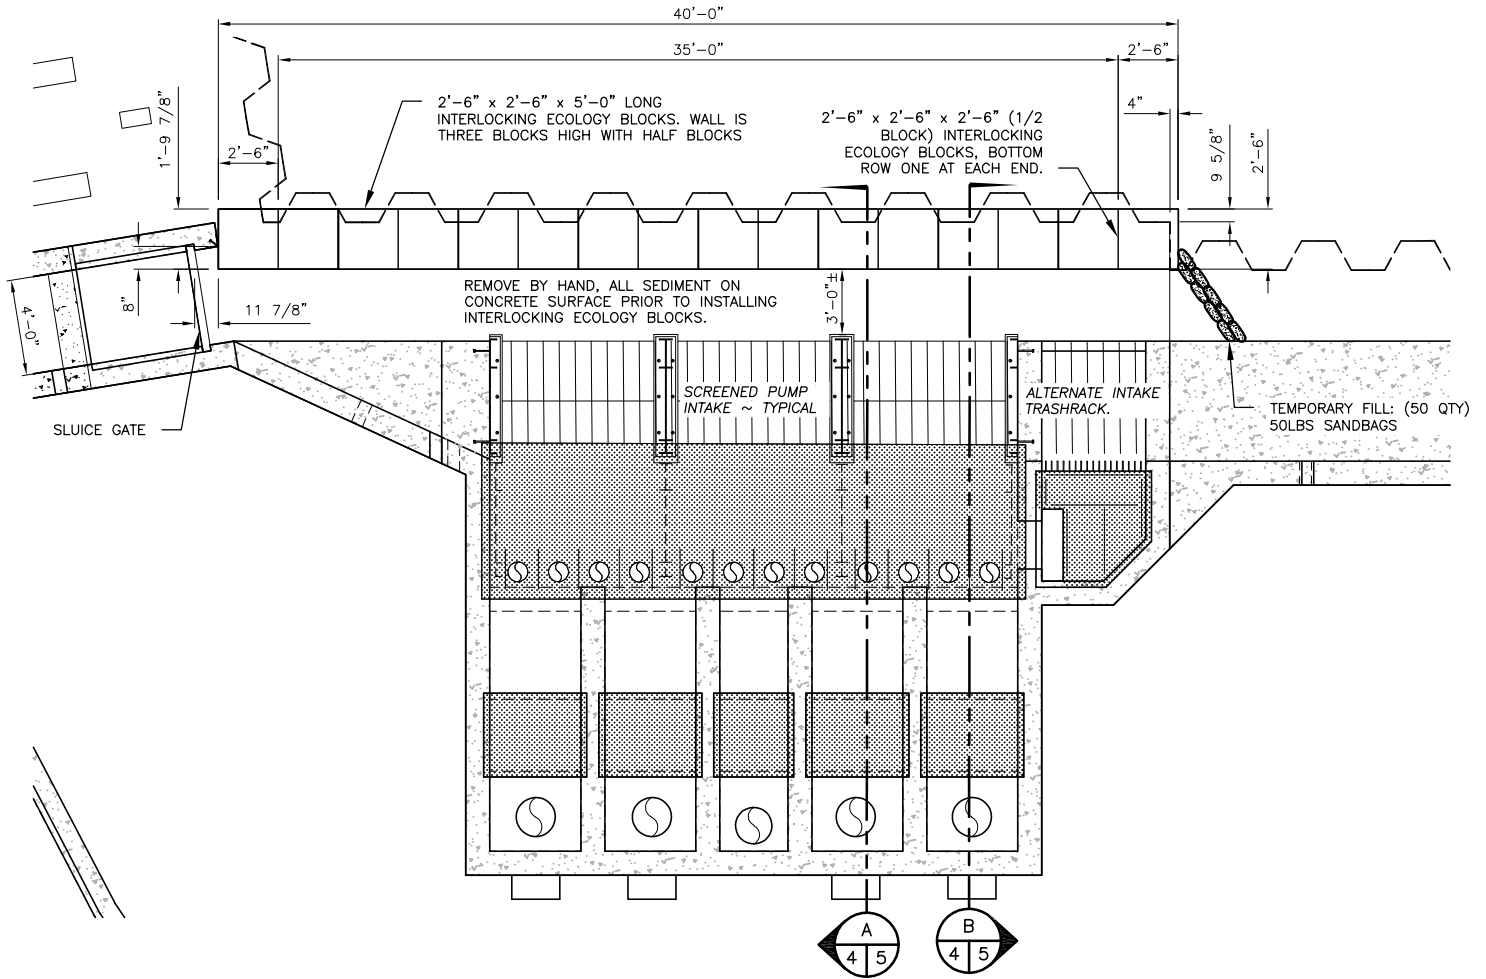 40'-0"
35'-0"
2'-6"
4"
1'-9 7/8"
2'-6"
2'-6" x 2'-6" x 5'-0" LONG
INTERLOCKING ECOLOGY BLOCKS. WALL IS
THREE BLOCKS HIGH WITH HALF BLOCKS
2'-6" x 2'-6" x 2'-6" (1/2
BLOCK) INTERLOCKING
ECOLOGY BLOCKS, BOTTOM
ROW ONE AT EACH END.
9 5/8"
2'-6"
4'-0"
8"
11 7/8"
REMOVE BY HAND, ALL SEDIMENT ON
CONCRETE SURFACE PRIOR TO INSTALLING
INTERLOCKING ECOLOGY BLOCKS.
3'-0"±
SLUICE GATE
SCREENED PUMP
INTAKE ~ TYPICAL
ALTERNATE INTAKE
TRASHRACK.
TEMPORARY FILL: (50 QTY)
50LBS SANDBAGS
A
4 5
B
4 5